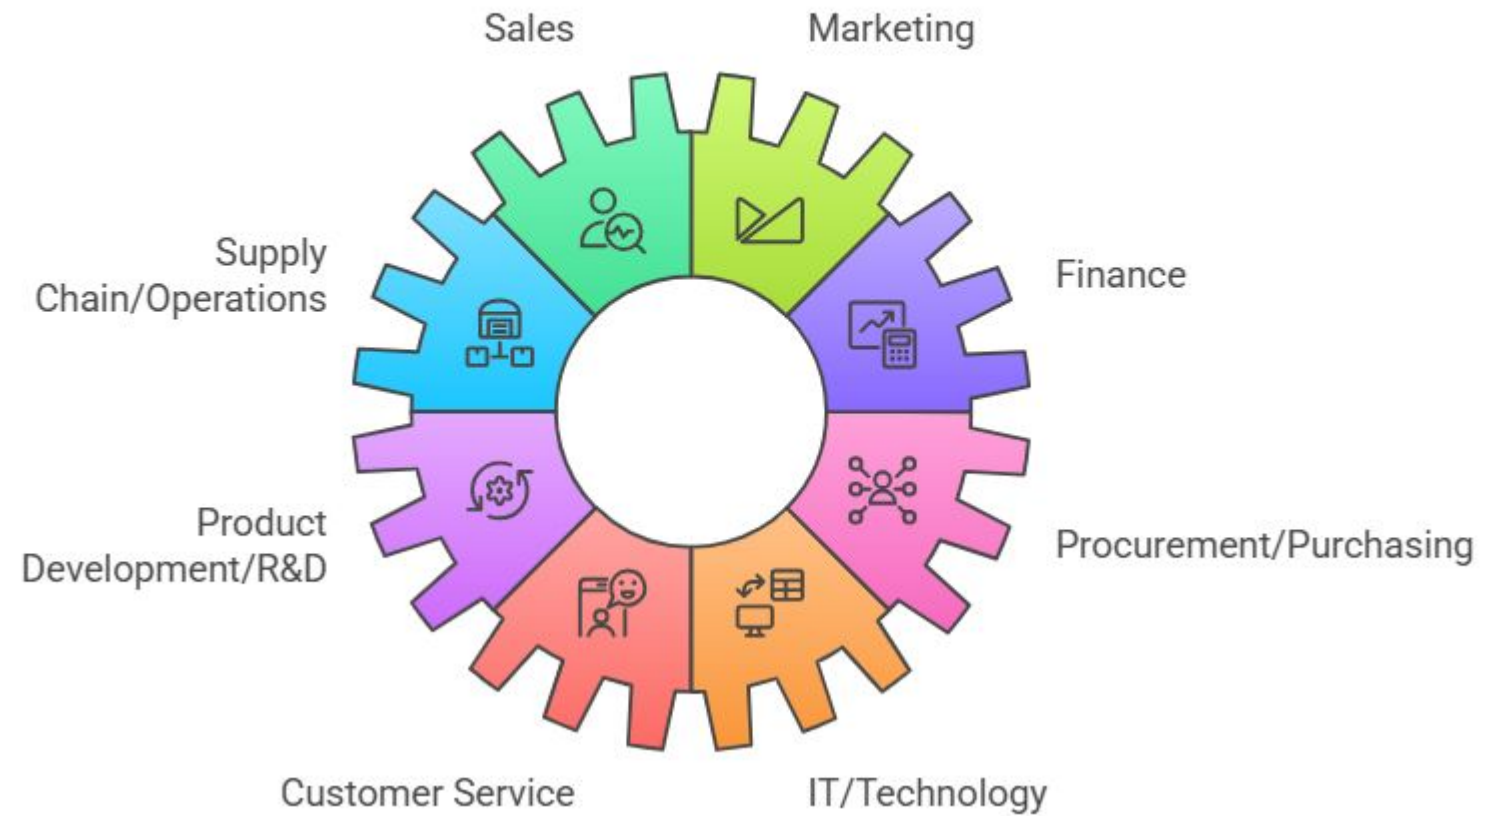 Sales
Marketing
Supply
Chain/Operations
Finance
Product
Development/R&D
Procurement/Purchasing
Customer Service
IT/Technology